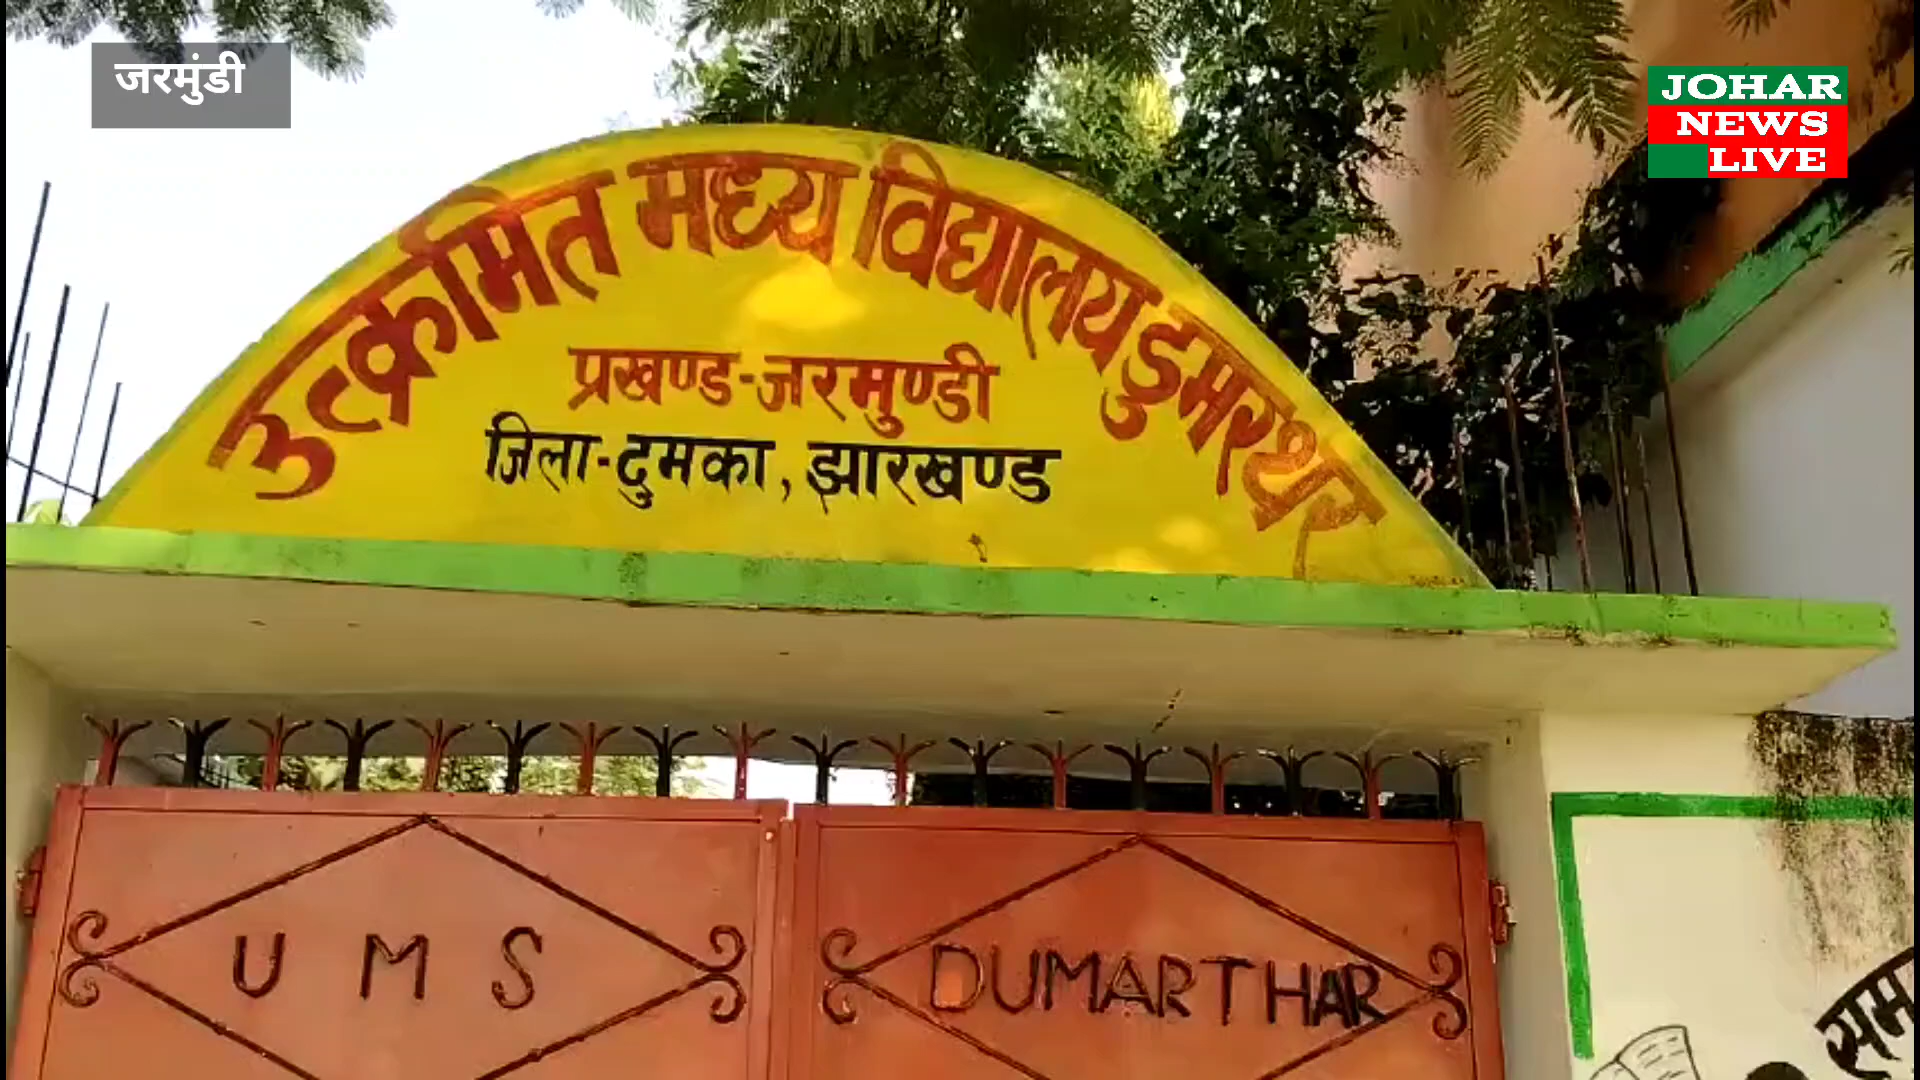 जरमुंडी
JOHAR
NEWS
LIVE
उत्क्रमित मध्य विद्यालय डुमरथर
प्रखण्ड-जरमुण्डी
जिला-दुमका, झारखण्ड
U M S
DUMARTHAR